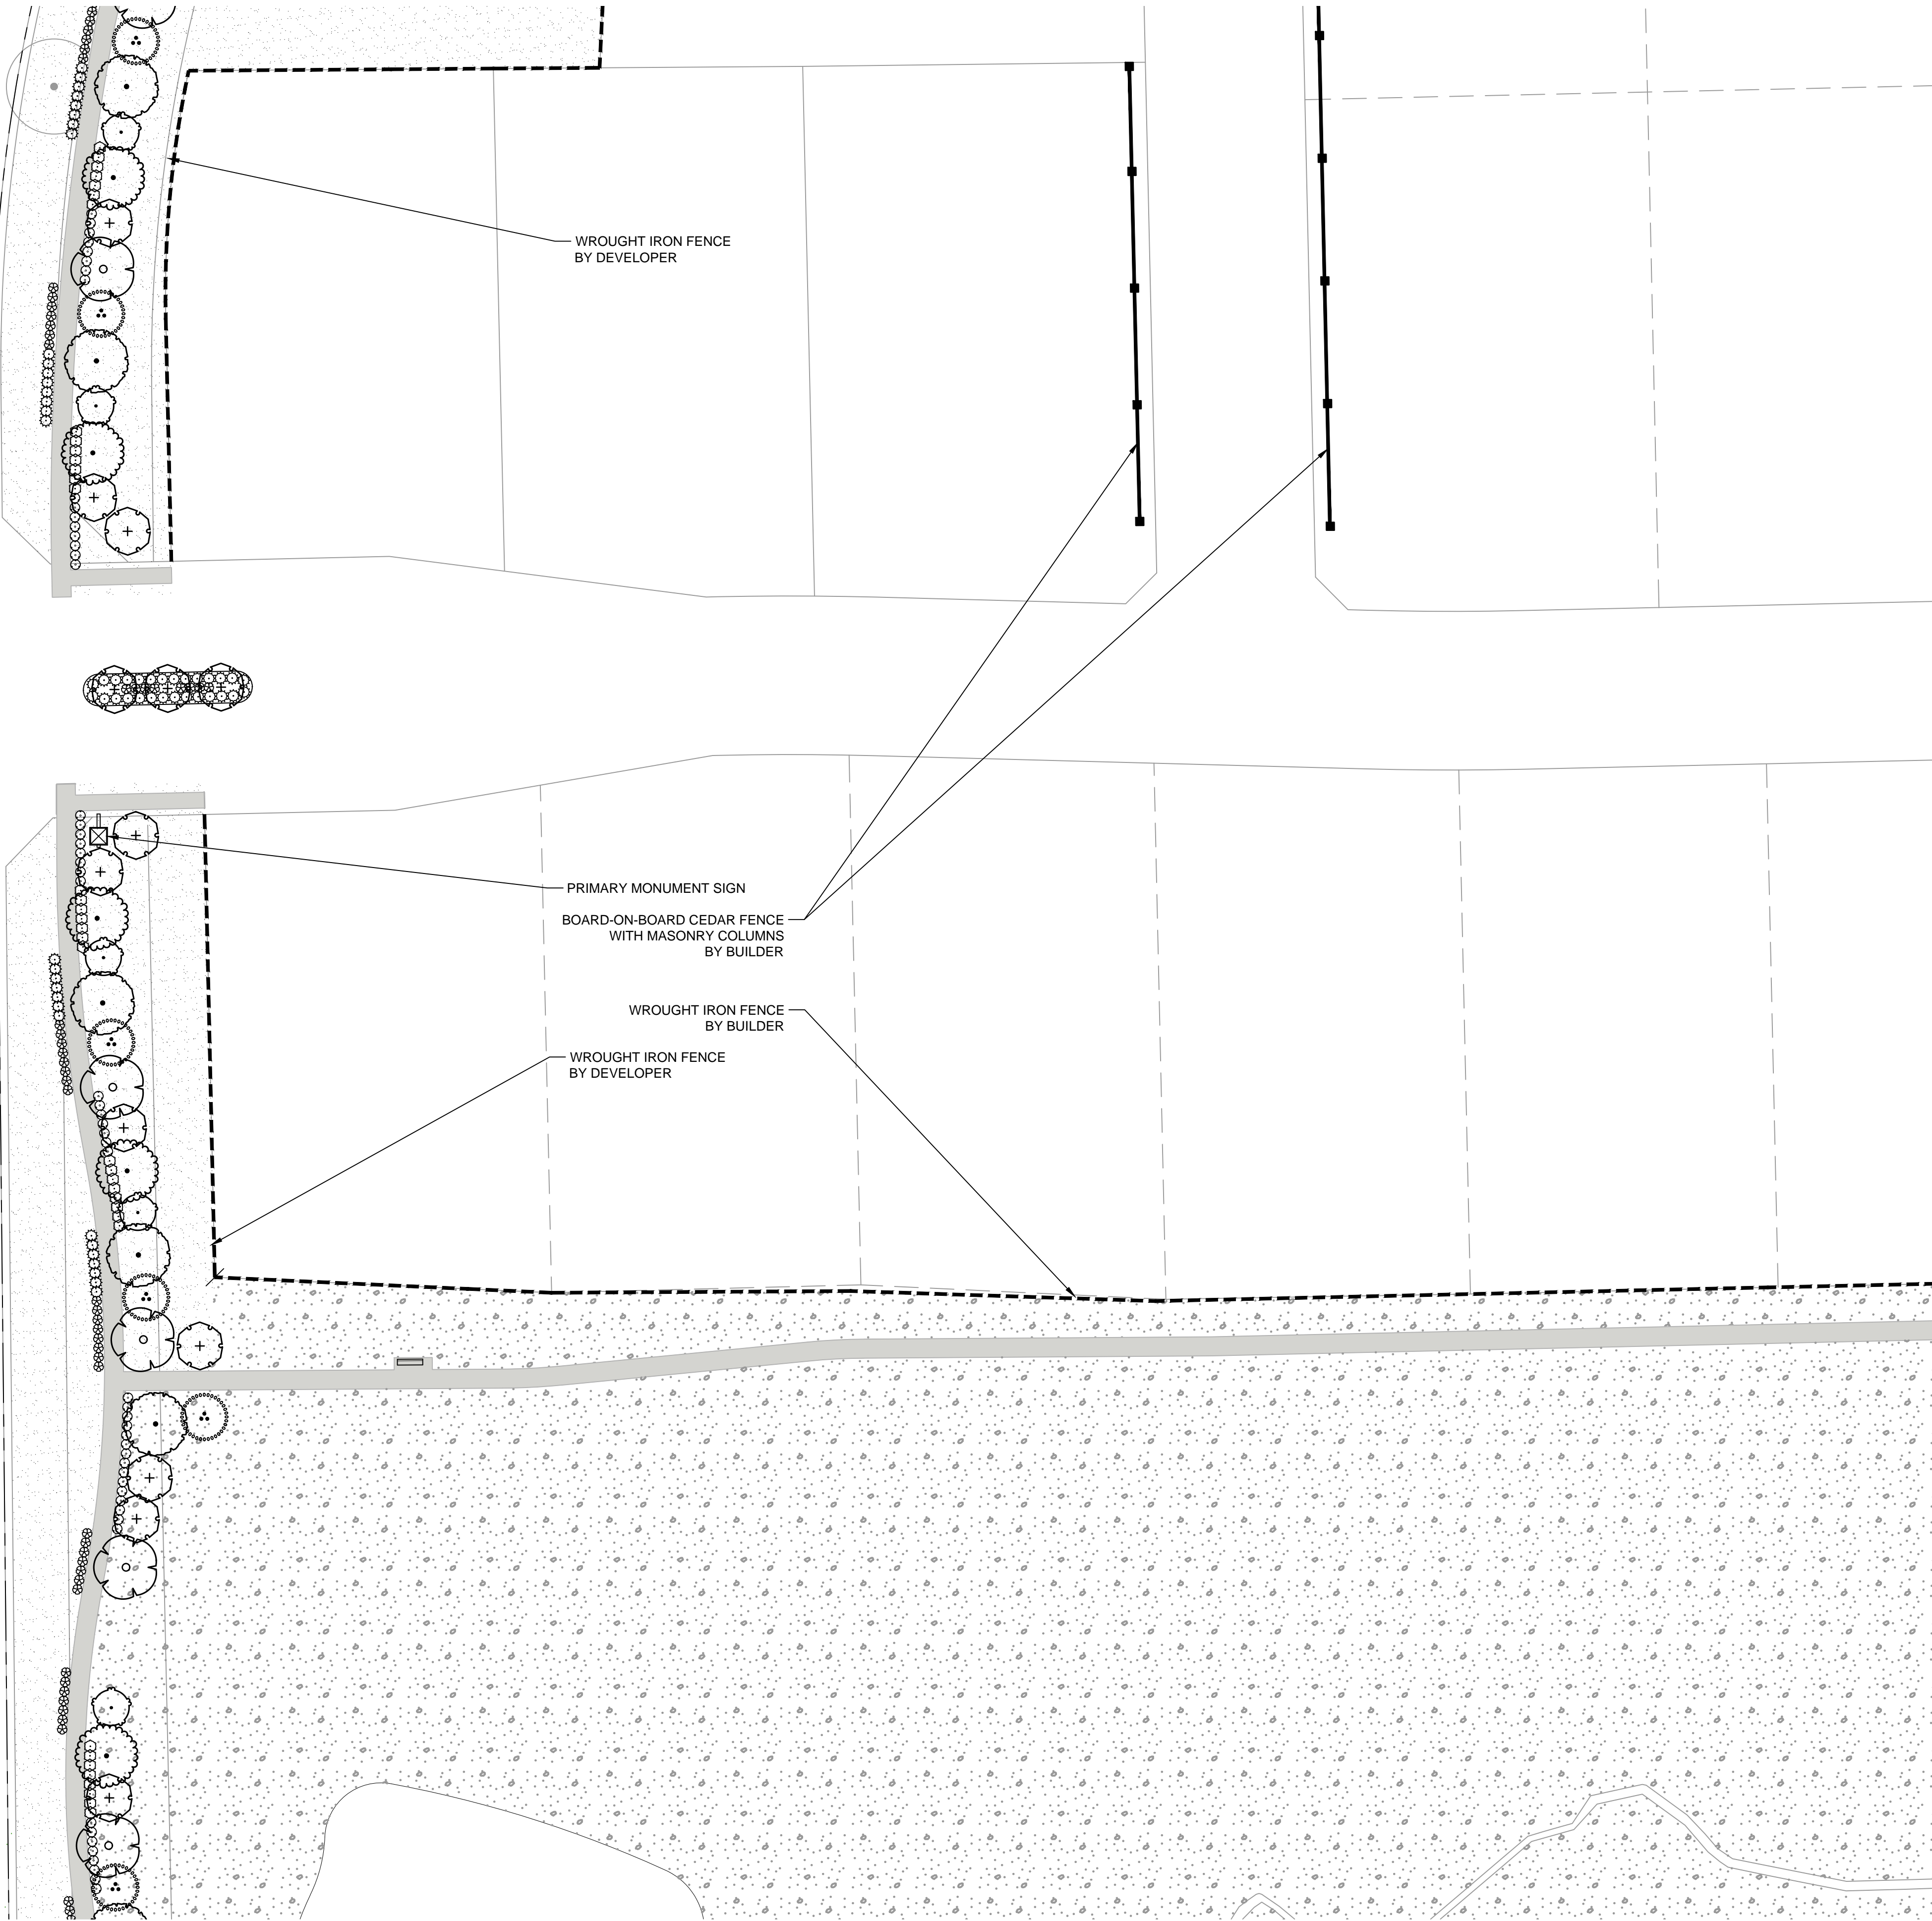 WROUGHT IRON FENCE
BY DEVELOPER
PRIMARY MONUMENT SIGN
BOARD-ON-BOARD CEDAR FENCE
WITH MASONRY COLUMNS
BY BUILDER
WROUGHT IRON FENCE
BY BUILDER
WROUGHT IRON FENCE
BY DEVELOPER